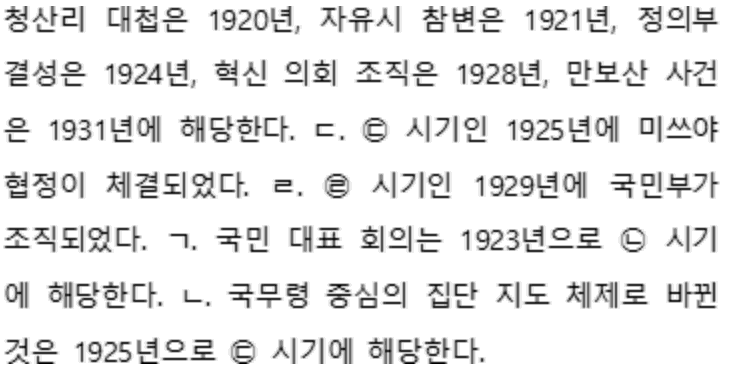 청산리 대첩은 1920년, 자유시 참변은 1921년, 정의부
결성은 1924년, 혁신 의회 조직은 1928년, 만보산 사건
은 1931년에 해당한다. ㄷ. ㉢ 시기인 1925년에 미쓰야
협정이 체결되었다. ㄹ. ㉣ 시기인 1929년에 국민부가
조직되었다. ㄱ. 국민 대표 회의는 1923년으로 ㉡ 시기
에 해당한다. ㄴ. 국무령 중심의 집단 지도 체제로 바뀐
것은 1925년으로 ㉢ 시기에 해당한다.